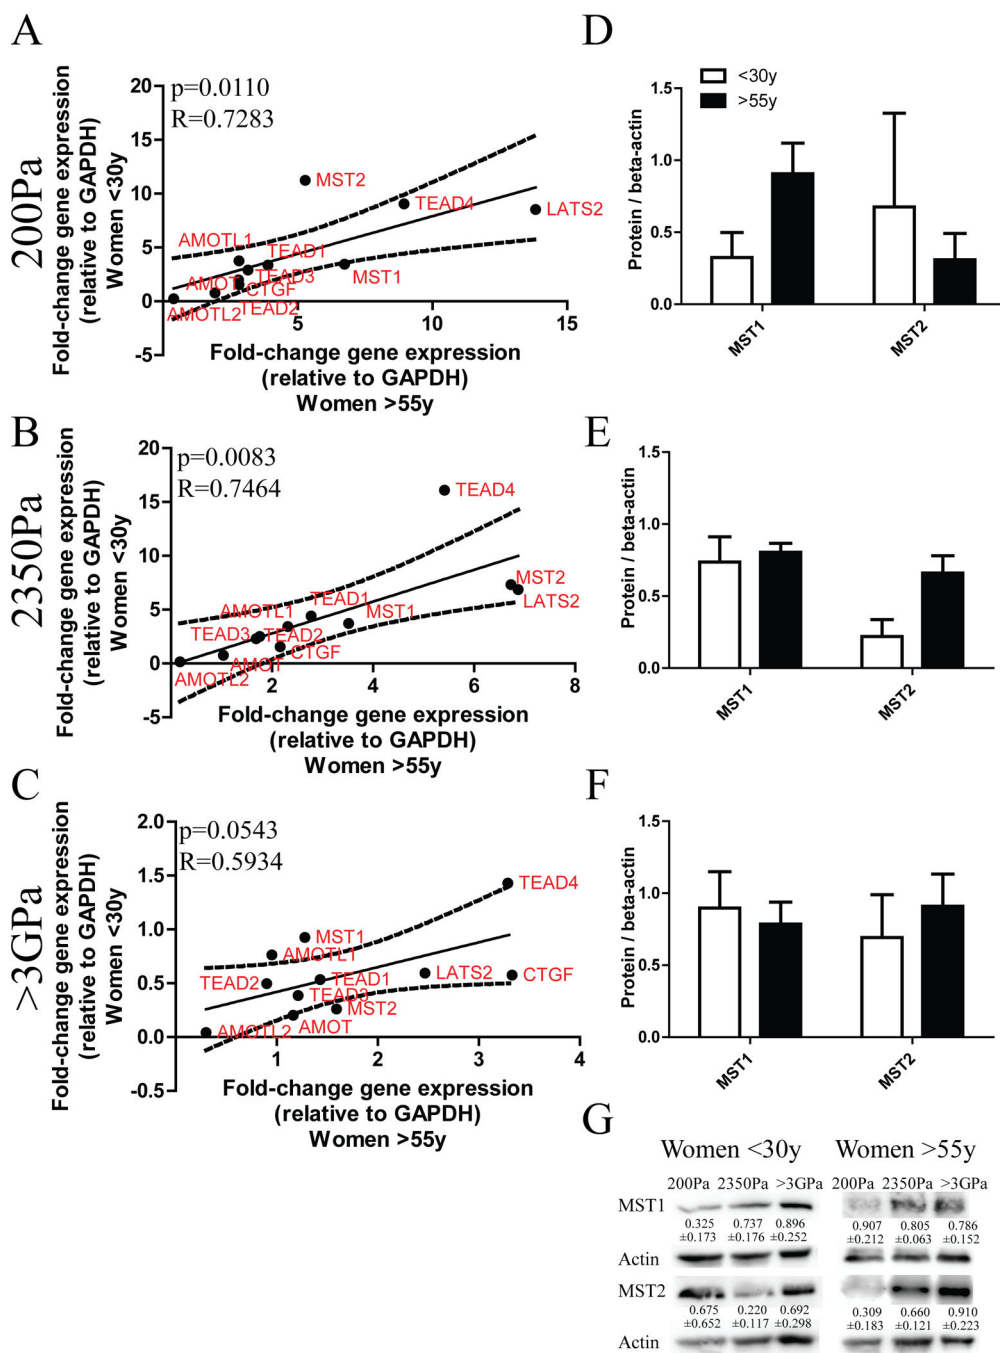 A
200Pa
Fold-change gene expression
(relative to GAPDH)
Women <30y
p=0.0110
R=0.7283
20
15
10
5
0
-5
5
10
15
MST2
TEAD4
LATS2
AMOTL1
TEAD1
MST1
AMOT
TEAD3
CTGF
AMOTL2
TEAD2
Fold-change gene expression
(relative to GAPDH)
Women >55y
D
<30y
>55y
Protein / beta-actin
1.5
1.0
0.5
0.0
MST1
MST2
B
2350Pa
Fold-change gene expression
(relative to GAPDH)
Women <30y
p=0.0083
R=0.7464
20
15
10
5
0
-5
2
4
6
8
TEAD4
MST2
LATS2
AMOTL1
TEAD1
MST1
TEAD3
TEAD2
CTGF
AMOT
AMOTL2
Fold-change gene expression
(relative to GAPDH)
Women >55y
E
Protein / beta-actin
1.5
1.0
0.5
0.0
MST1
MST2
C
>3GPa
Fold-change gene expression
(relative to GAPDH)
Women <30y
p=0.0543
R=0.5934
2.0
1.5
1.0
0.5
0.0
-0.5
1
2
3
4
TEAD4
MST1
AMOTL1
TEAD2
TEAD1
LATS2
CTGF
TEAD3
MST2
AMOT
AMOTL2
Fold-change gene expression
(relative to GAPDH)
Women >55y
F
Protein / beta-actin
1.5
1.0
0.5
0.0
MST1
MST2
G
Women <30y Women >55y
200Pa 2350Pa >3GPa 200Pa 2350Pa >3GPa
MST1
0.325 0.737 0.896 0.907 0.805 0.786
±0.173 ±0.176 ±0.252 ±0.212 ±0.063 ±0.152
Actin
MST2
0.675 0.220 0.692 0.309 0.660 0.910
±0.652 ±0.117 ±0.298 ±0.183 ±0.121 ±0.223
Actin